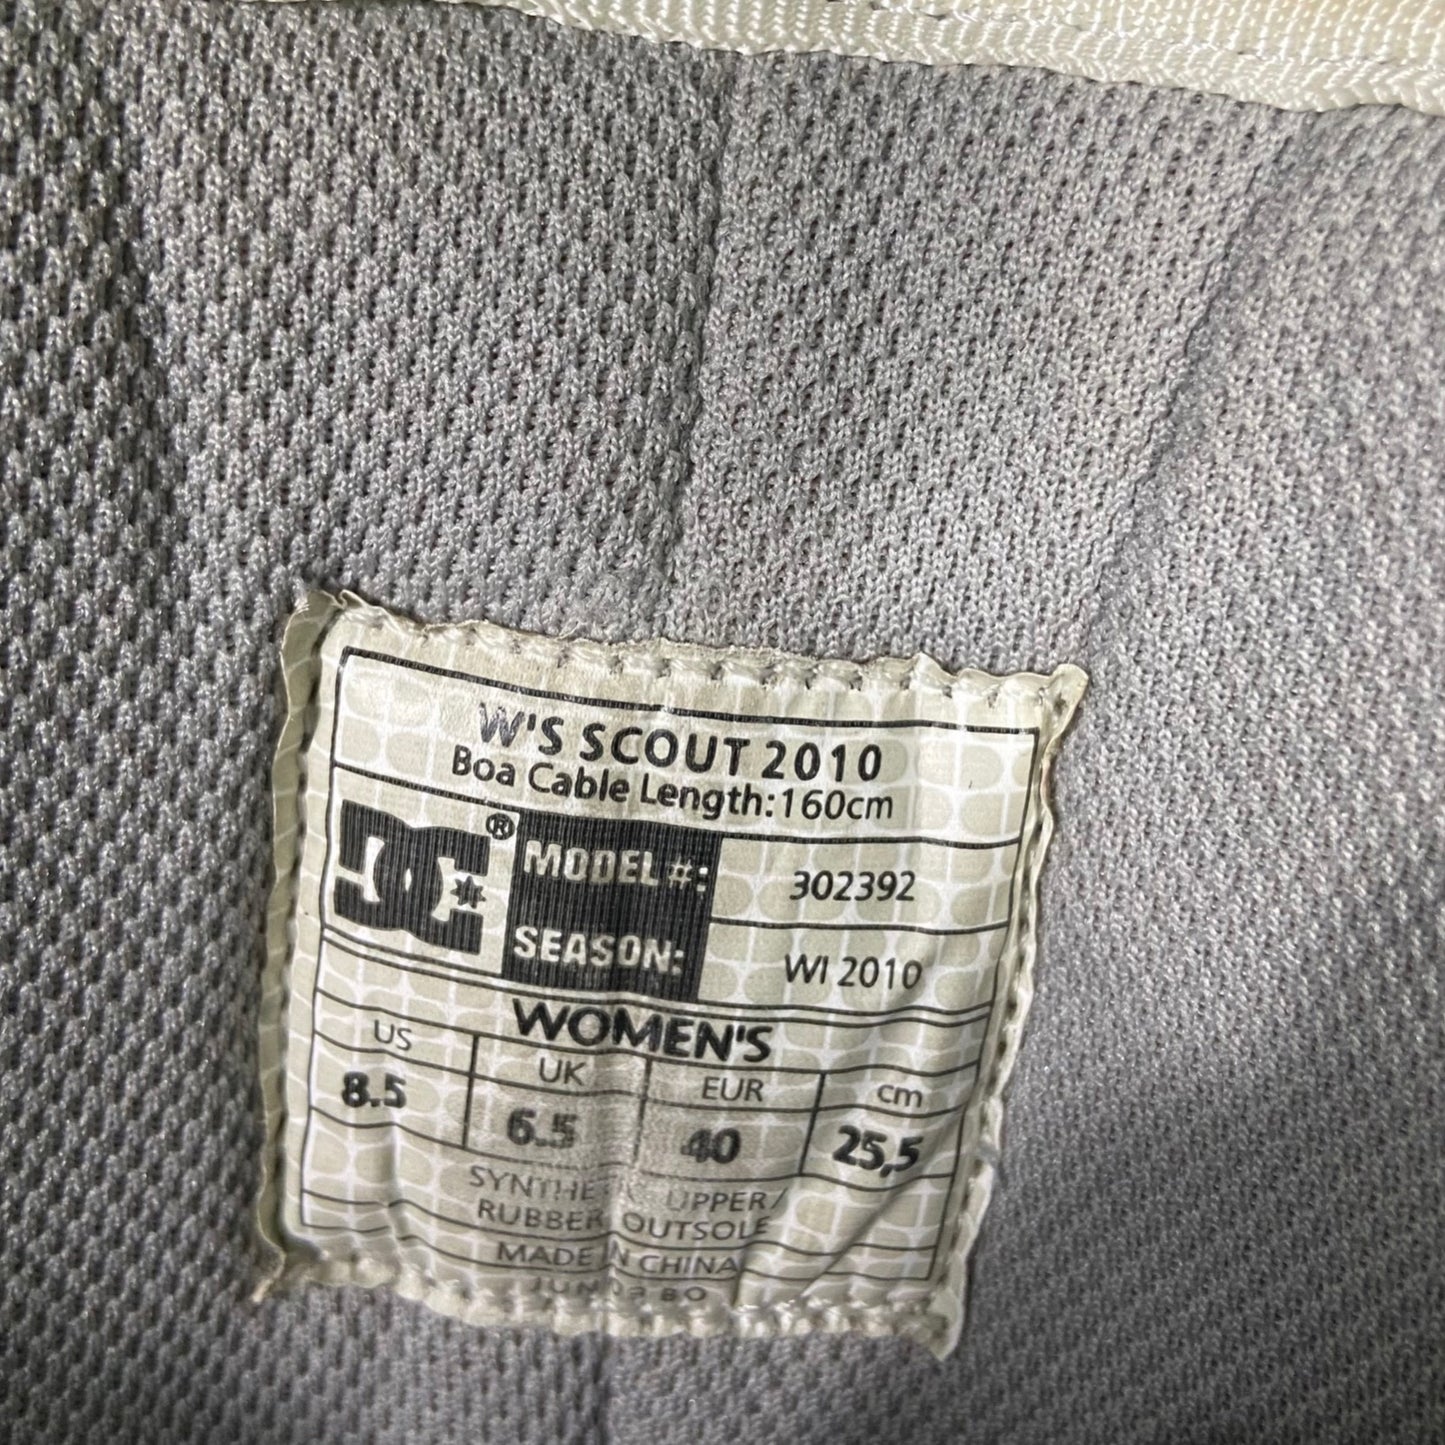 W'S SCOUT 2010
Boa Cable Length:160cm
DC®
MODEL #: 302392
SEASON: WI 2010
WOMEN'S
US UK EUR cm
8.5 6.5 40 25,5
UPPER/
RUBBER OUTSOLE
MADE IN CHINA